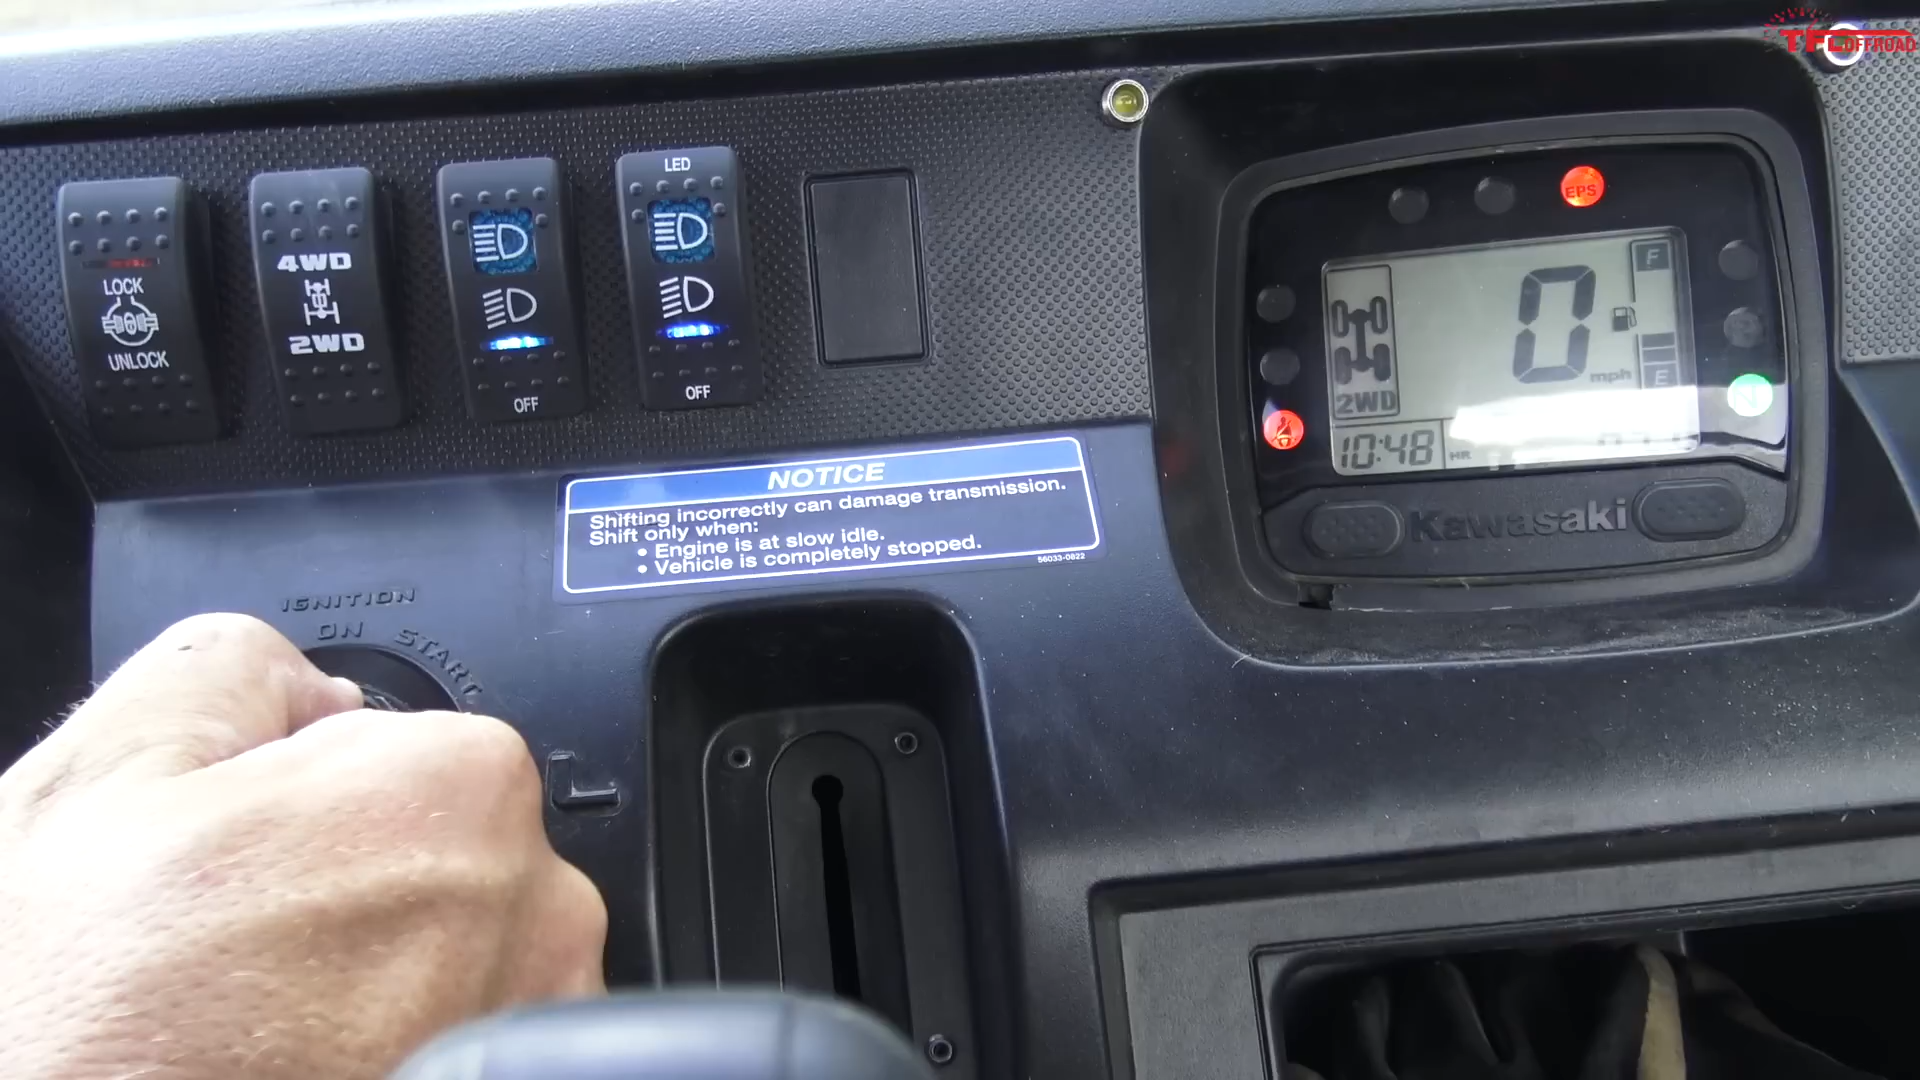 TFLOFFROAD
LED
EPS
F
4WD
LOCK
0
2WD
UNLOCK
mph
E
OFF
OFF
2WD
N
10:48
HR
NOTICE
Shifting incorrectly can damage transmission.
Shift only when:
• Engine is at slow idle.
• Vehicle is completely stopped.
56033-0822
Kawasaki
IGNITION
ON START
L